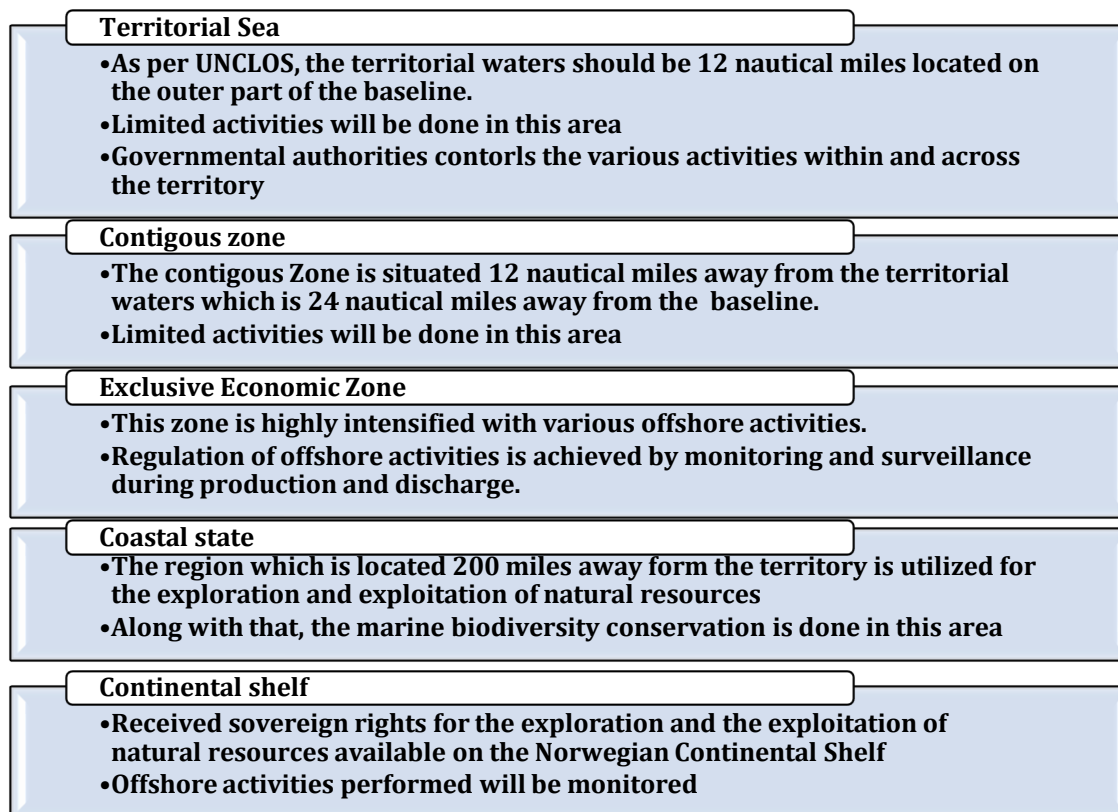 Territorial Sea
•As per UNCLOS, the territorial waters should be 12 nautical miles located on
the outer part of the baseline.
•Limited activities will be done in this area
•Governmental authorities contorls the various activities within and across
the territory
Contigous zone
•The contigous Zone is situated 12 nautical miles away from the territorial
waters which is 24 nautical miles away from the baseline.
•Limited activities will be done in this area
Exclusive Economic Zone
•This zone is highly intensified with various offshore activities.
•Regulation of offshore activities is achieved by monitoring and surveillance
during production and discharge.
Coastal state
•The region which is located 200 miles away form the territory is utilized for
the exploration and exploitation of natural resources
•Along with that, the marine biodiversity conservation is done in this area
Continental shelf
•Received sovereign rights for the exploration and the exploitation of
natural resources available on the Norwegian Continental Shelf
•Offshore activities performed will be monitored